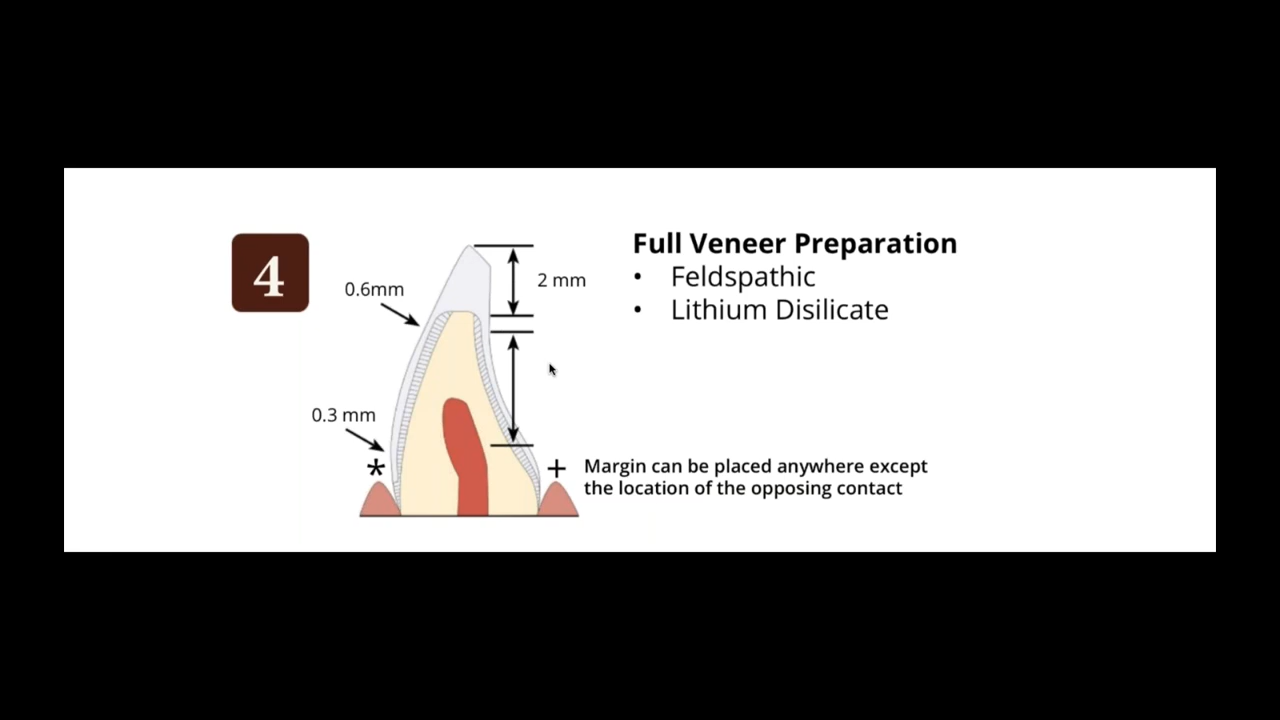 4
Full Veneer Preparation
• Feldspathic
• Lithium Disilicate
2 mm
0.6mm
0.3 mm
*
+
Margin can be placed anywhere except
the location of the opposing contact